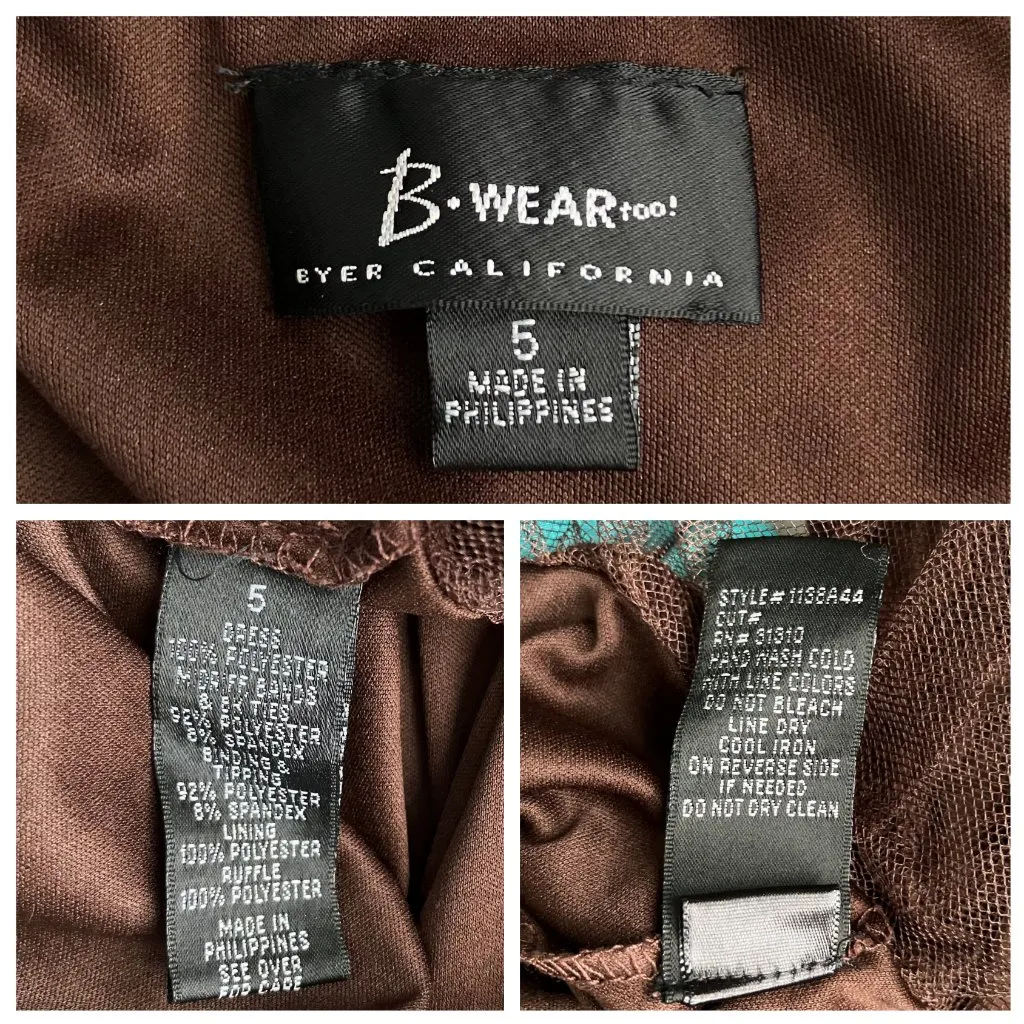 B•WEAR too!
BYER CALIFORNIA
5
MADE IN
PHILIPPINES
5
DRESS
100% POLYESTER
MIDRIFF BANDS
& BK TIES
92% POLYESTER
8% SPANDEX
BINDING &
TIPPING
92% POLYESTER
8% SPANDEX
LINING
100% POLYESTER
RUFFLE
100% POLYESTER
MADE IN
PHILIPPINES
SEE OVER
FOR CARE
STYLE# 1138A44
CUT#
RN# 31310
HAND WASH COLD
WITH LIKE COLORS
DO NOT BLEACH
LINE DRY
COOL IRON
ON REVERSE SIDE
IF NEEDED
DO NOT DRY CLEAN